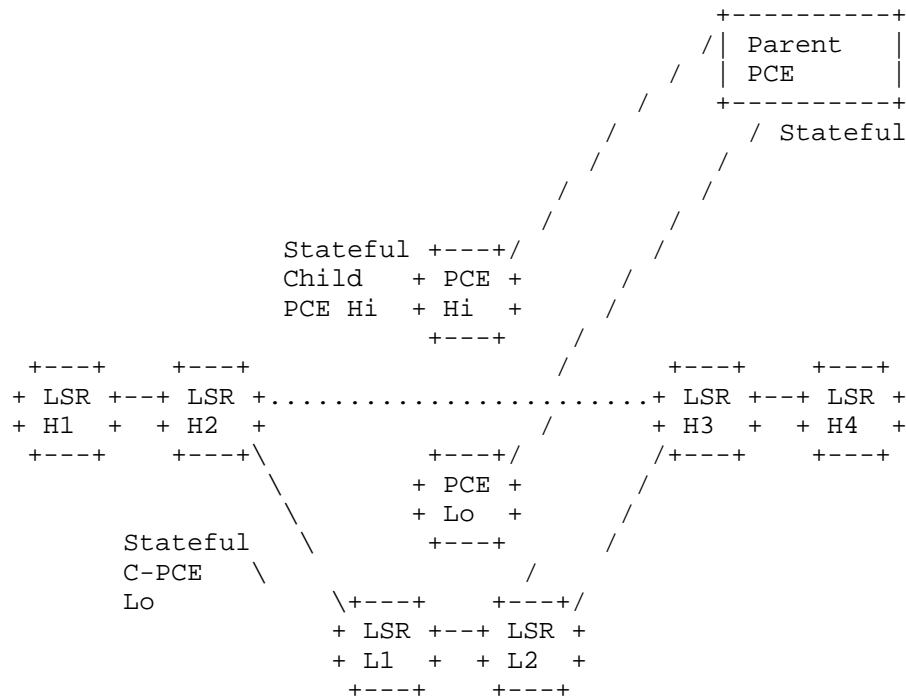 Parent
PCE
Stateful
Stateful
Child PCE
PCE Hi Hi
LSR LSR LSR LSR
H1 H2 H3 H4
PCE
Lo
Stateful
C-PCE
Lo
LSR LSR
L1 L2